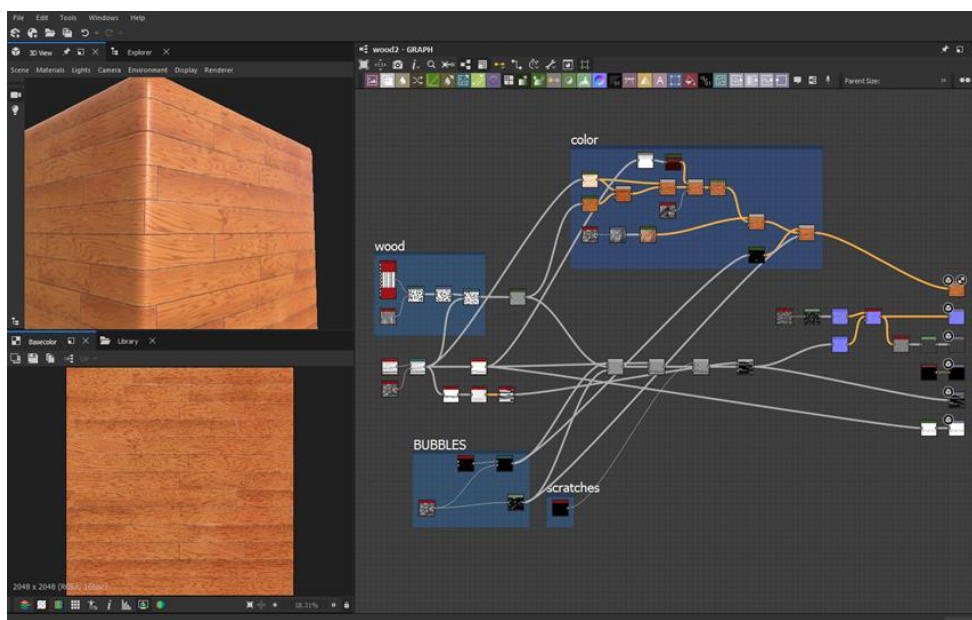 File Edit Tools Windows Help
3D View Explorer
Scene Materials Lights Camera Environment Display Renderer
Basecolor Library
2048 x 2048 (RGBA, 16bpc)
18.31%
wood2 - GRAPH
Parent Size:
color
wood
BUBBLES
scratches